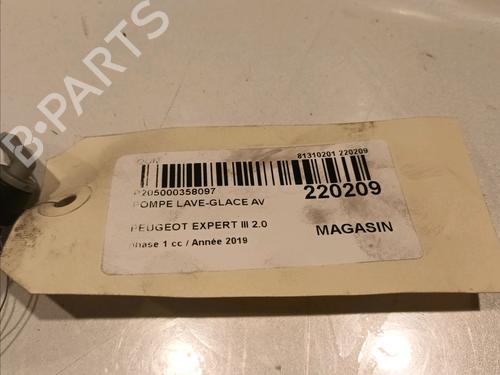 B-PARTS
81310201 220209
P205000358097
POMPE LAVE-GLACE AV
220209
PEUGEOT EXPERT III 2.0
MAGASIN
phase 1 cc / Année 2019